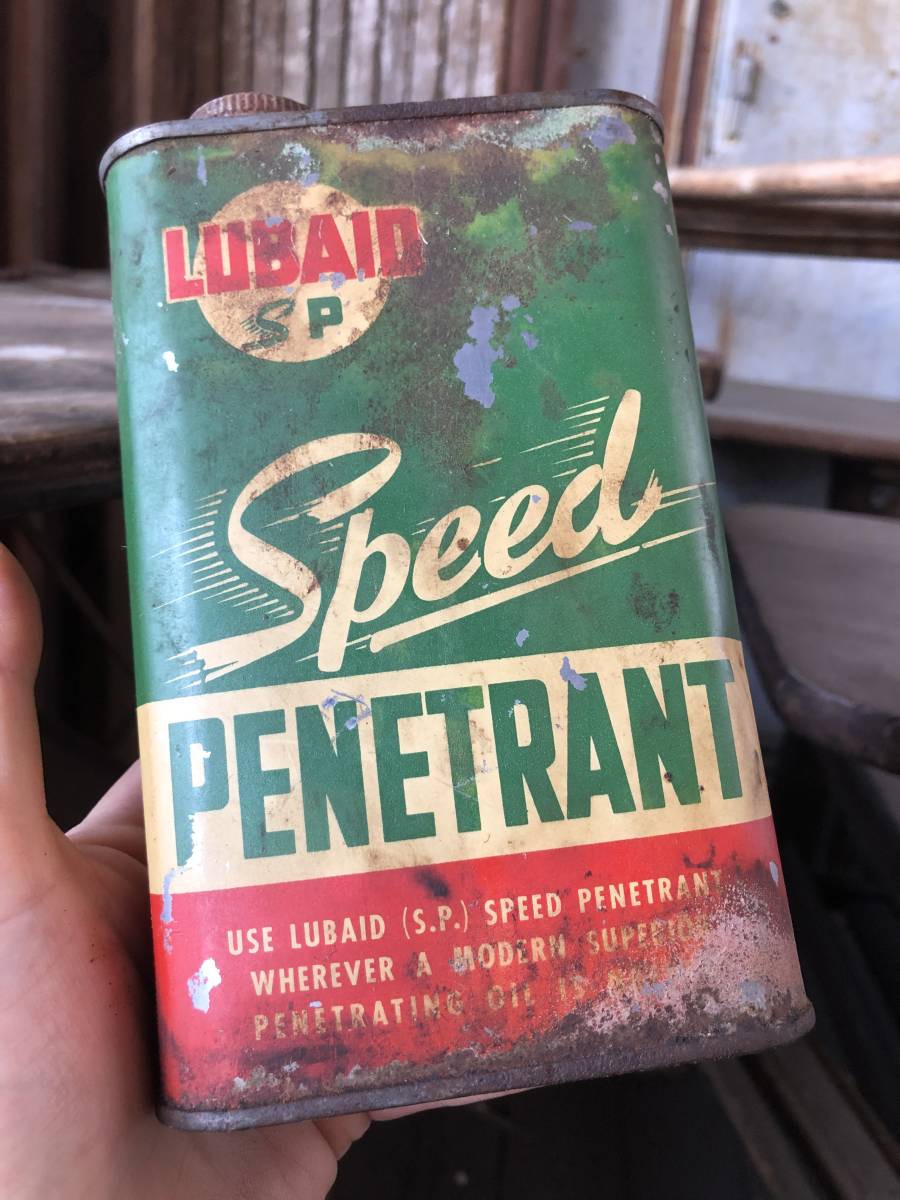 LUBAID
SP
Speed
PENETRANT
USE LUBAID (S.P.) SPEED PENETRANT
WHEREVER A MODERN SUPERIOR
PENETRATING OIL IS